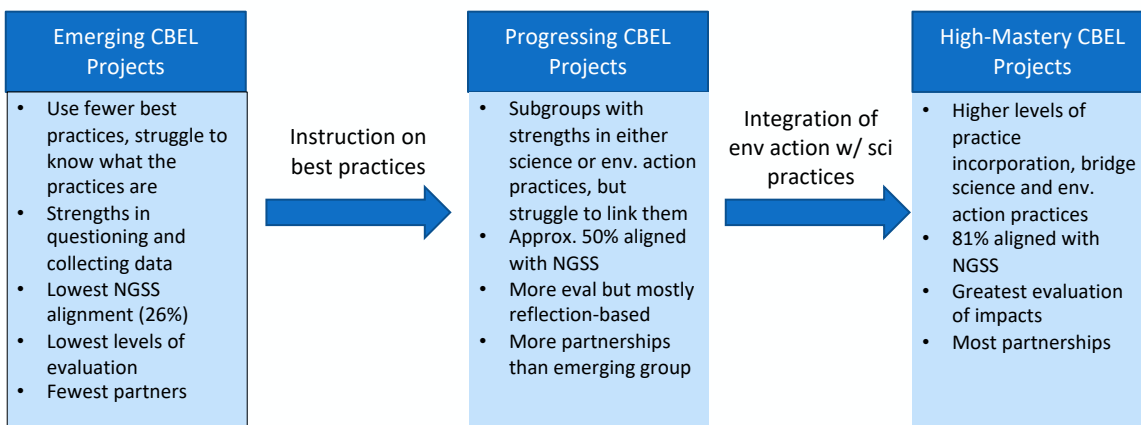 Emerging CBEL
Projects
• Use fewer best
practices, struggle to
know what the
practices are
• Strengths in
questioning and
collecting data
• Lowest NGSS
alignment (26%)
• Lowest levels of
evaluation
• Fewest partners
Instruction on
best practices
Progressing CBEL
Projects
• Subgroups with
strengths in either
science or env. action
practices, but
struggle to link them
• Approx. 50% aligned
with NGSS
• More eval but mostly
reflection-based
• More partnerships
than emerging group
Integration of
env action w/ sci
practices
High-Mastery CBEL
Projects
• Higher levels of
practice
incorporation, bridge
science and env.
action practices
• 81% aligned with
NGSS
• Greatest evaluation
of impacts
• Most partnerships